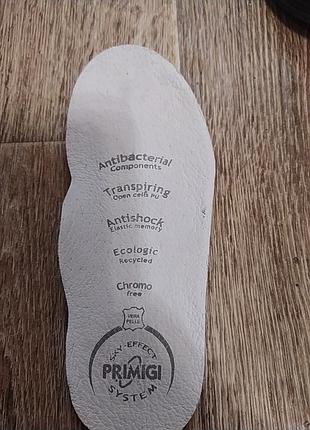 Antibacterial
Components
Transpiring
Open cells PU
Antishock
Elastic memory
Ecologic
Recycled
Chromo
free
VERA
PELLE
SKY-EFFECT
PRIMIGI
SYSTEM